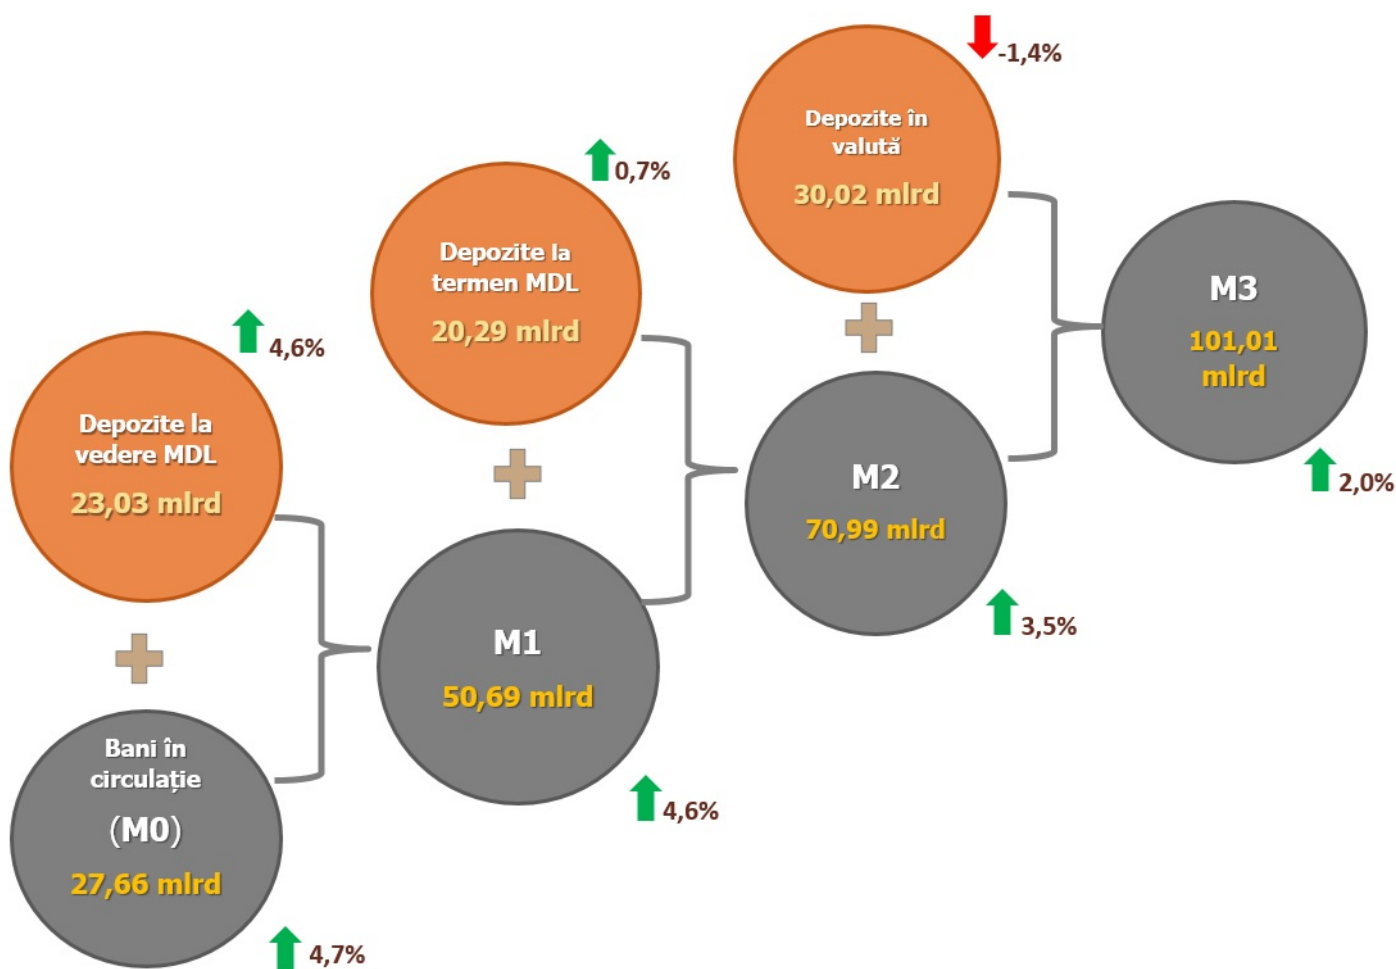 Depozite la
vedere MDL
23,03 mlrd
4,6%
Bani în
circulație
(M0)
27,66 mlrd
4,7%
Depozite la
termen MDL
20,29 mlrd
0,7%
M1
50,69 mlrd
4,6%
Depozite în
valută
30,02 mlrd
-1,4%
M2
70,99 mlrd
3,5%
M3
101,01
mlrd
2,0%